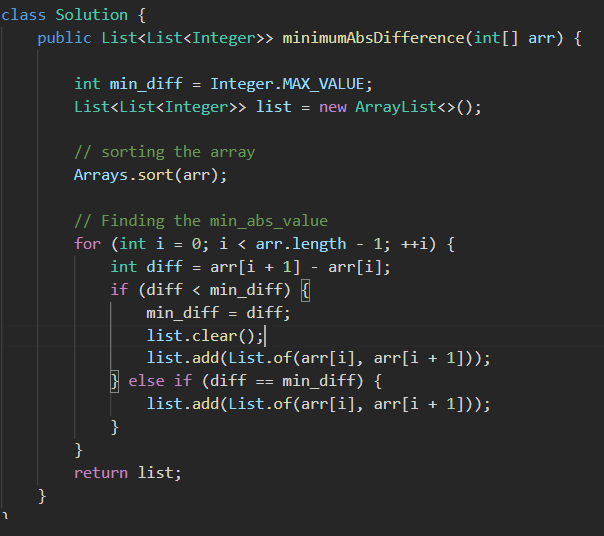 class Solution {
    public List<List<Integer>> minimumAbsDifference(int[] arr) {

        int min_diff = Integer.MAX_VALUE;
        List<List<Integer>> list = new ArrayList<>();

        // sorting the array
        Arrays.sort(arr);

        // Finding the min_abs_value
        for (int i = 0; i < arr.length - 1; ++i) {
            int diff = arr[i + 1] - arr[i];
            if (diff < min_diff) {
                min_diff = diff;
                list.clear();
                list.add(List.of(arr[i], arr[i + 1]));
            } else if (diff == min_diff) {
                list.add(List.of(arr[i], arr[i + 1]));
            }
        }
        return list;
    }
}